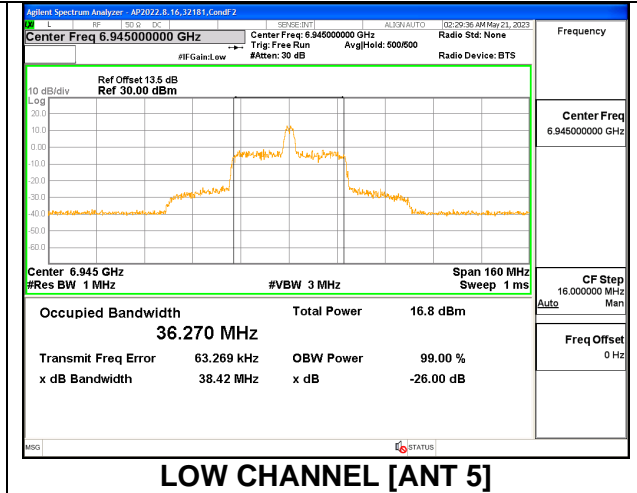 Agilent Spectrum Analyzer - AP2022.8.16,32181,CondF2
L RF 50 Ω DC SENSE:INT ALIGN AUTO 02:29:36 AM May 21, 2023
Center Freq 6.945000000 GHz
Center Freq: 6.945000000 GHz
Radio Std: None
Trig: Free Run Avg|Hold: 500/500
#IFGain:Low
#Atten: 30 dB
Radio Device: BTS
Frequency
Ref Offset 13.5 dB
10 dB/div Ref 30.00 dBm
Log
20.0
10.0
0.00
-10.0
-20.0
-30.0
-40.0
-50.0
-60.0
Center Freq
6.945000000 GHz
Center 6.945 GHz Span 160 MHz
#Res BW 1 MHz #VBW 3 MHz Sweep 1 ms
CF Step
16.000000 MHz
Auto Man
Freq Offset
0 Hz
Occupied Bandwidth Total Power 16.8 dBm
36.270 MHz
Transmit Freq Error 63.269 kHz OBW Power 99.00 %
x dB Bandwidth 38.42 MHz x dB -26.00 dB
MSG STATUS
LOW CHANNEL [ANT 5]